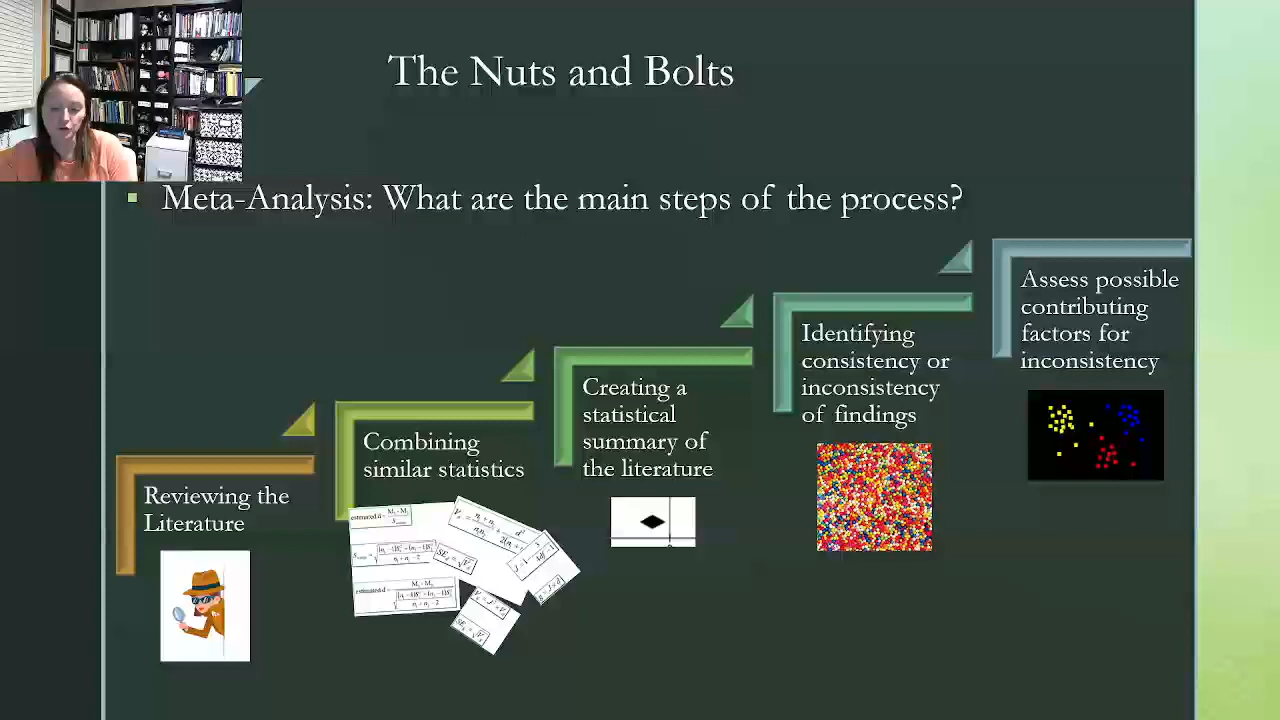 The Nuts and Bolts
Meta-Analysis: What are the main steps of the process?
Reviewing the
Literature
Combining
similar statistics
Creating a
statistical
summary of
the literature
Identifying
consistency or
inconsistency
of findings
Assess possible
contributing
factors for
inconsistency